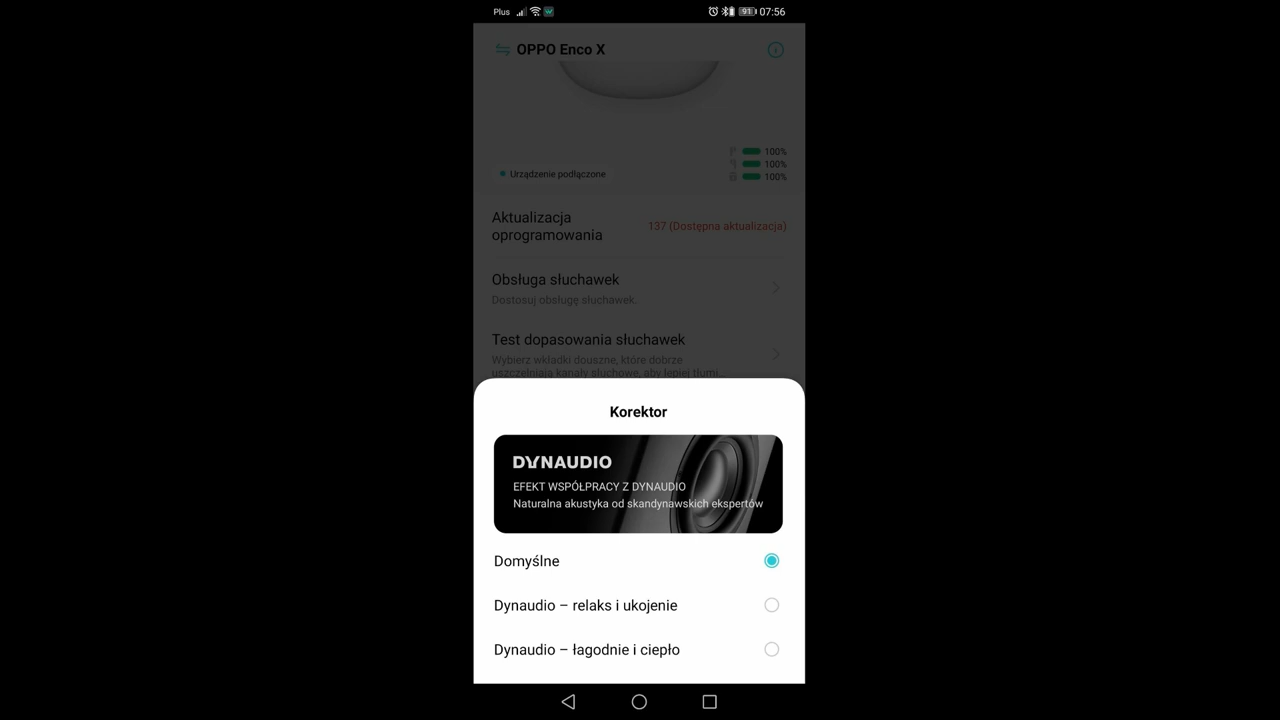 Plus 91 07:56
OPPO Enco X
100%
100%
Urządzenie podłączone 100%
Aktualizacja
oprogramowania
137 (Dostępna aktualizacja)
Obsługa słuchawek
Dostosuj obsługę słuchawek.
Test dopasowania słuchawek
Wybierz wkładki douszne, które dobrze
uszczelniają kanały słuchowe, aby lepiej tłumi...
Korektor
DYNAUDIO
EFEKT WSPÓŁPRACY Z DYNAUDIO
Naturalna akustyka od skandynawskich ekspertów
Domyślne
Dynaudio – relaks i ukojenie
Dynaudio – łagodnie i ciepło